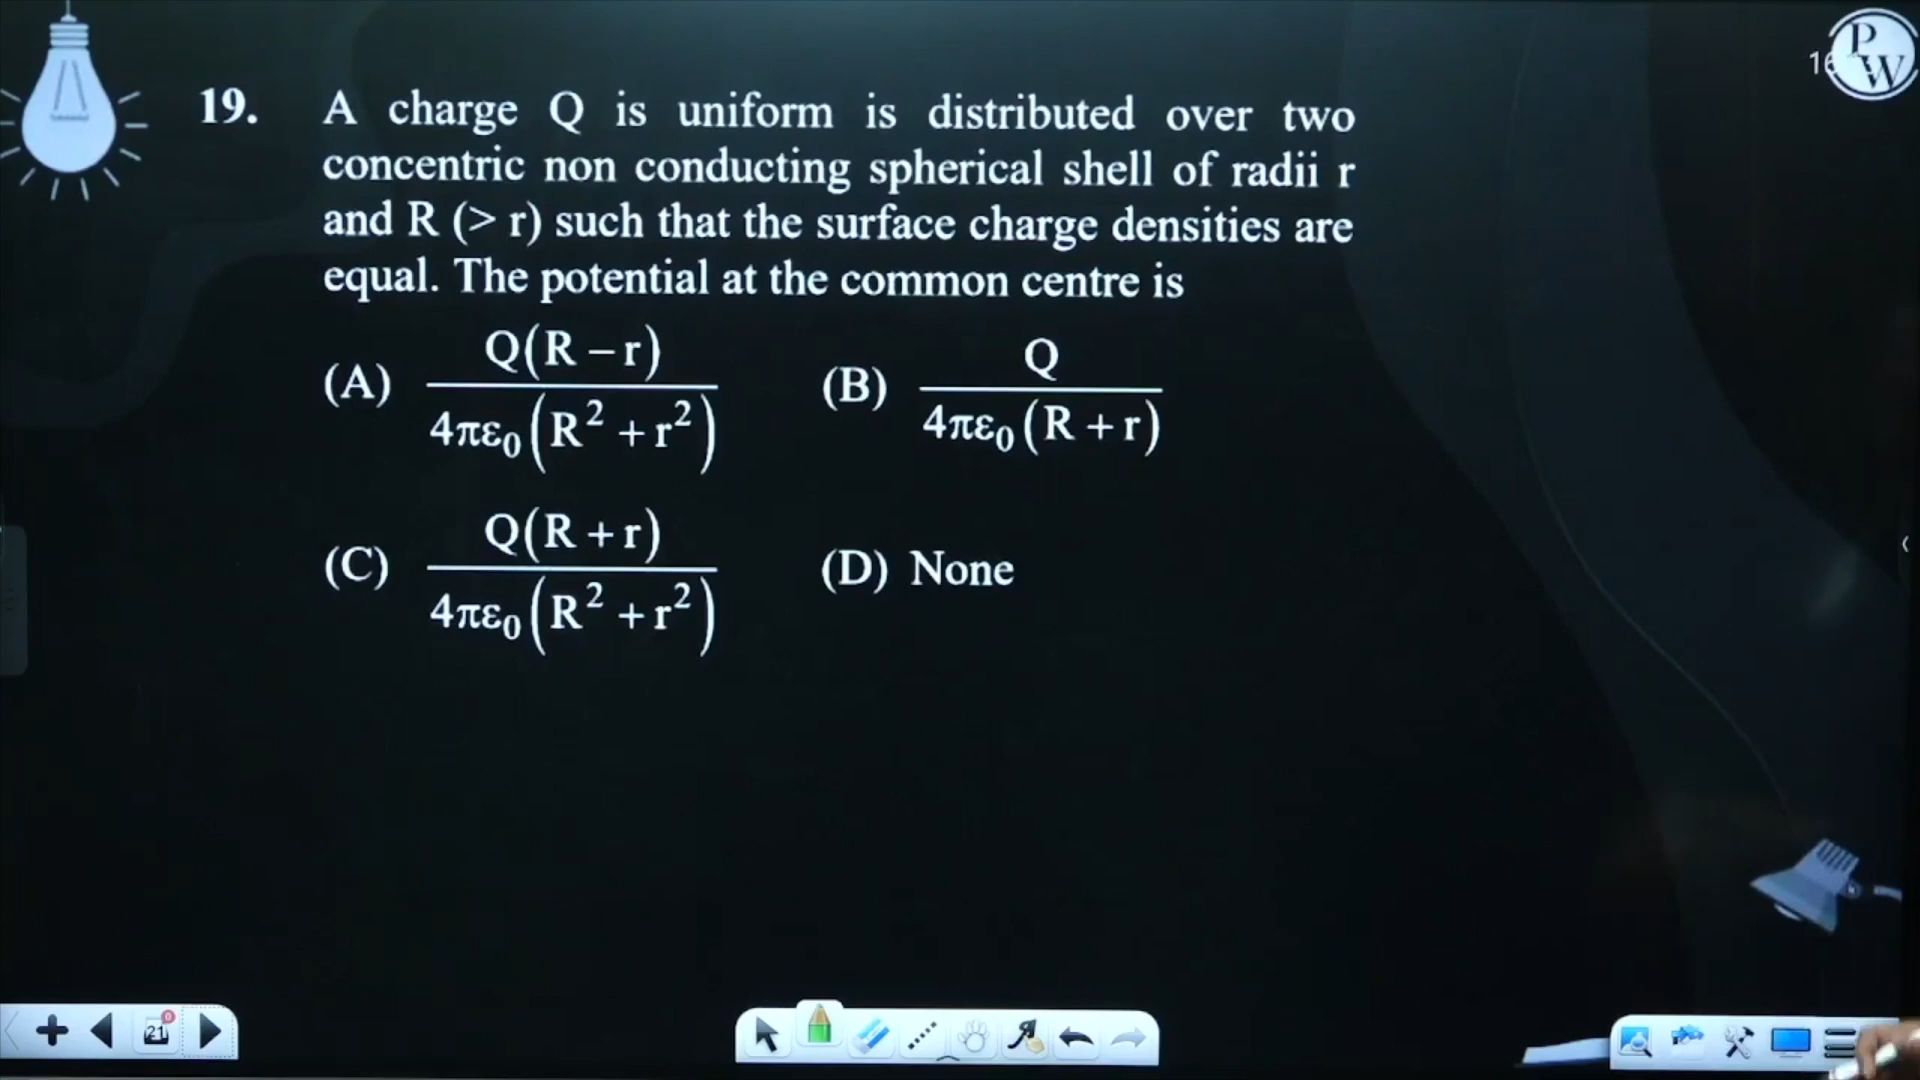 PW
19. A charge Q is uniform is distributed over two
concentric non conducting spherical shell of radii r
and R (> r) such that the surface charge densities are
equal. The potential at the common centre is
(A) Q(R – r) / 4πε₀(R² + r²) (B) Q / 4πε₀(R + r)
(C) Q(R + r) / 4πε₀(R² + r²) (D) None
21 0